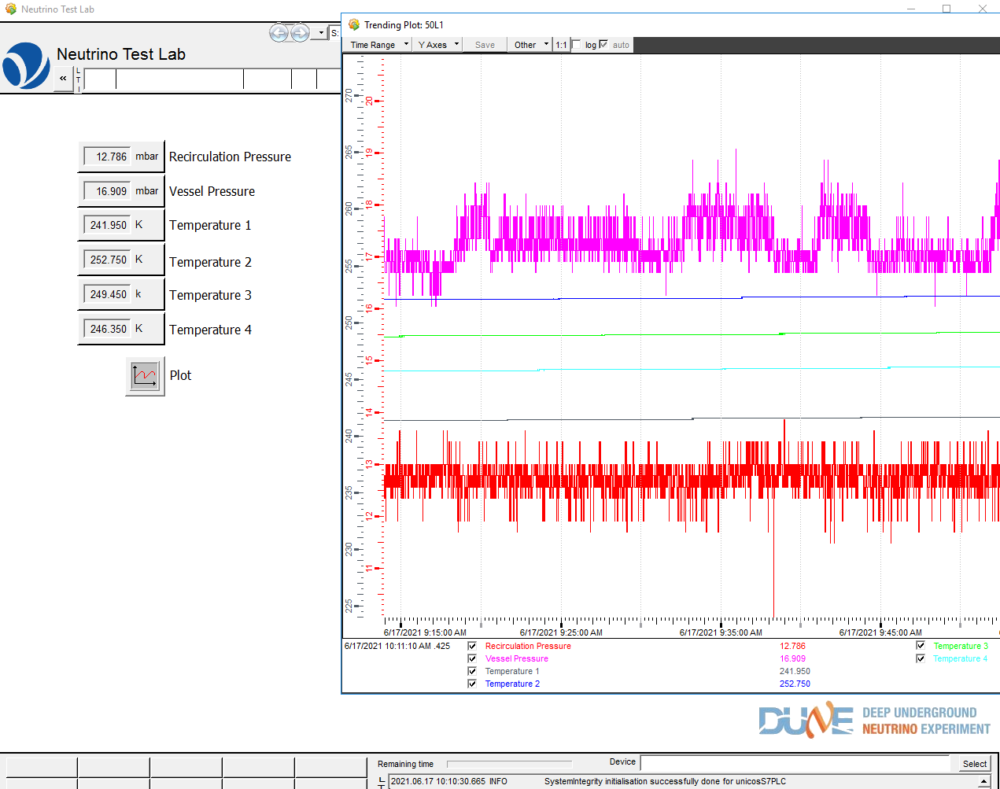 Neutrino Test Lab
Trending Plot: 50L1
S:
Time Range
Y Axes
Save
Other
1:1
log
auto
Neutrino Test Lab
«
L
T
I
12.786 mbar Recirculation Pressure
16.909 mbar Vessel Pressure
241.950 K Temperature 1
252.750 K Temperature 2
249.450 k Temperature 3
246.350 K Temperature 4
Plot
270
265
260
255
250
245
240
235
230
225
20
19
18
17
16
15
14
13
12
11
6/17/2021 9:15:00 AM
6/17/2021 9:25:00 AM
6/17/2021 9:35:00 AM
6/17/2021 9:45:00 AM
6/17/2021 10:11:10 AM .425
Recirculation Pressure 12.786
Vessel Pressure 16.909
Temperature 1 241.950
Temperature 2 252.750
Temperature 3
Temperature 4
DUNE DEEP UNDERGROUND
NEUTRINO EXPERIMENT
Remaining time
Device
Select
2021.06.17 10:10:30.665 INFO SystemIntegrity initialisation successfully done for unicosS7PLC